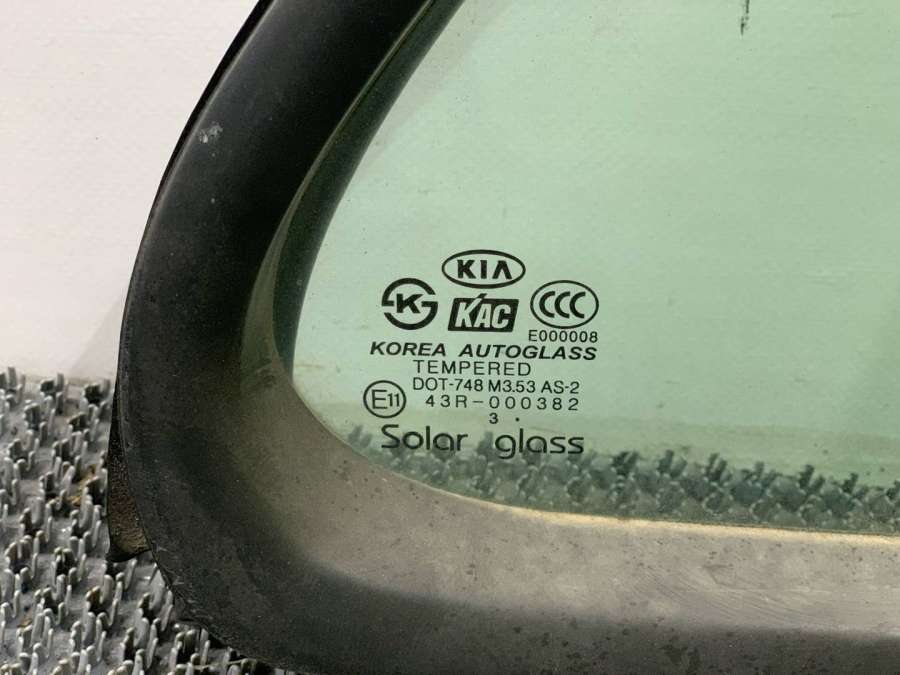 KIA
K KAC CCC
E000008
KOREA AUTOGLASS
TEMPERED
DOT-748 M3.53 AS-2
E11 43R-000382
3 .
Solar glass